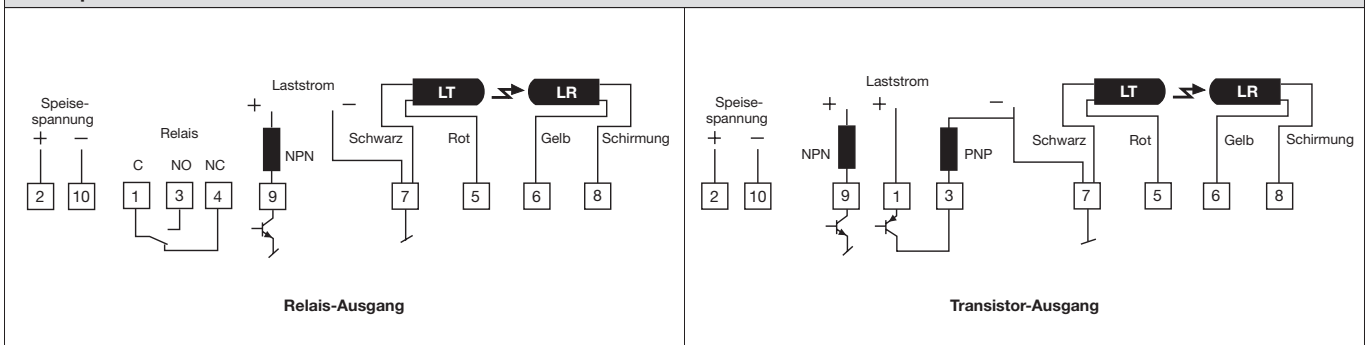 Speise-
spannung
+ −
2 10
Relais
C NO NC
1 3 4
Laststrom
+ −
NPN
9
LT LR
Schwarz Rot Gelb Schirmung
7 5 6 8
Relais-Ausgang
Speise-
spannung
+ −
2 10
Laststrom
+ + −
NPN PNP
9 1 3
LT LR
Schwarz Rot Gelb Schirmung
7 5 6 8
Transistor-Ausgang